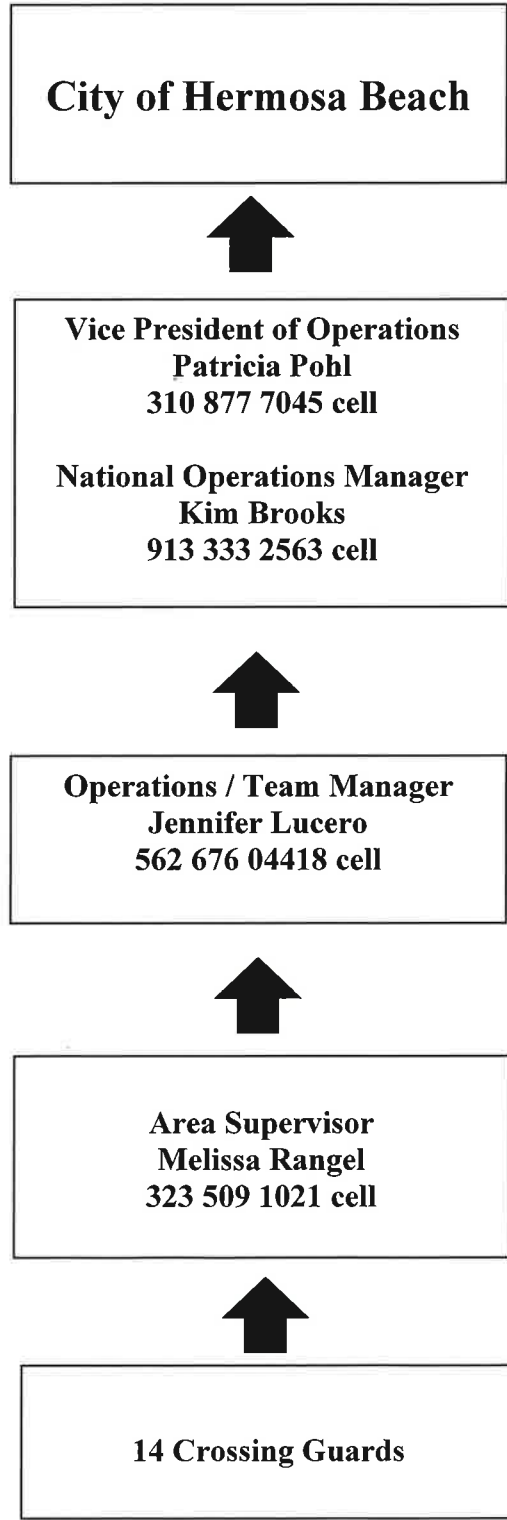 City of Hermosa Beach
Vice President of Operations
Patricia Pohl
310 877 7045 cell
National Operations Manager
Kim Brooks
913 333 2563 cell
Operations / Team Manager
Jennifer Lucero
562 676 04418 cell
Area Supervisor
Melissa Rangel
323 509 1021 cell
14 Crossing Guards